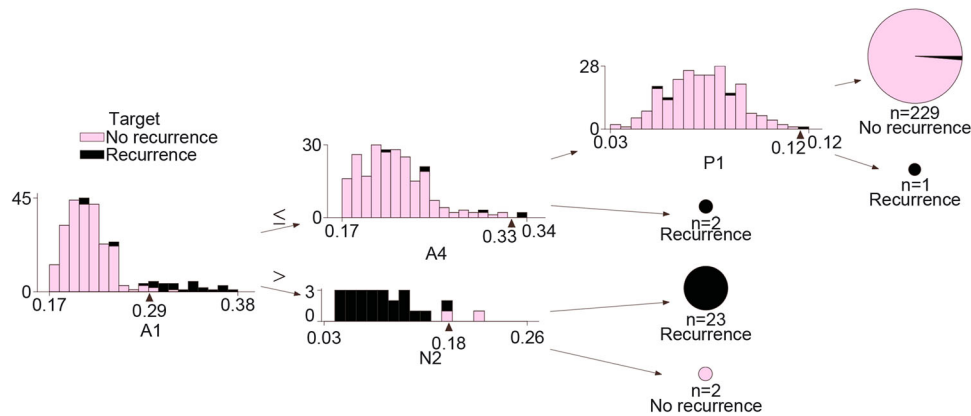 Target
No recurrence
Recurrence
45
0
0.17
0.29
0.38
A1
≤
>
30
0
0.17
0.33
0.34
A4
3
0
0.03
0.18
0.26
N2
28
0
0.03
0.12
0.12
P1
n=229
No recurrence
n=1
Recurrence
n=2
Recurrence
n=23
Recurrence
n=2
No recurrence